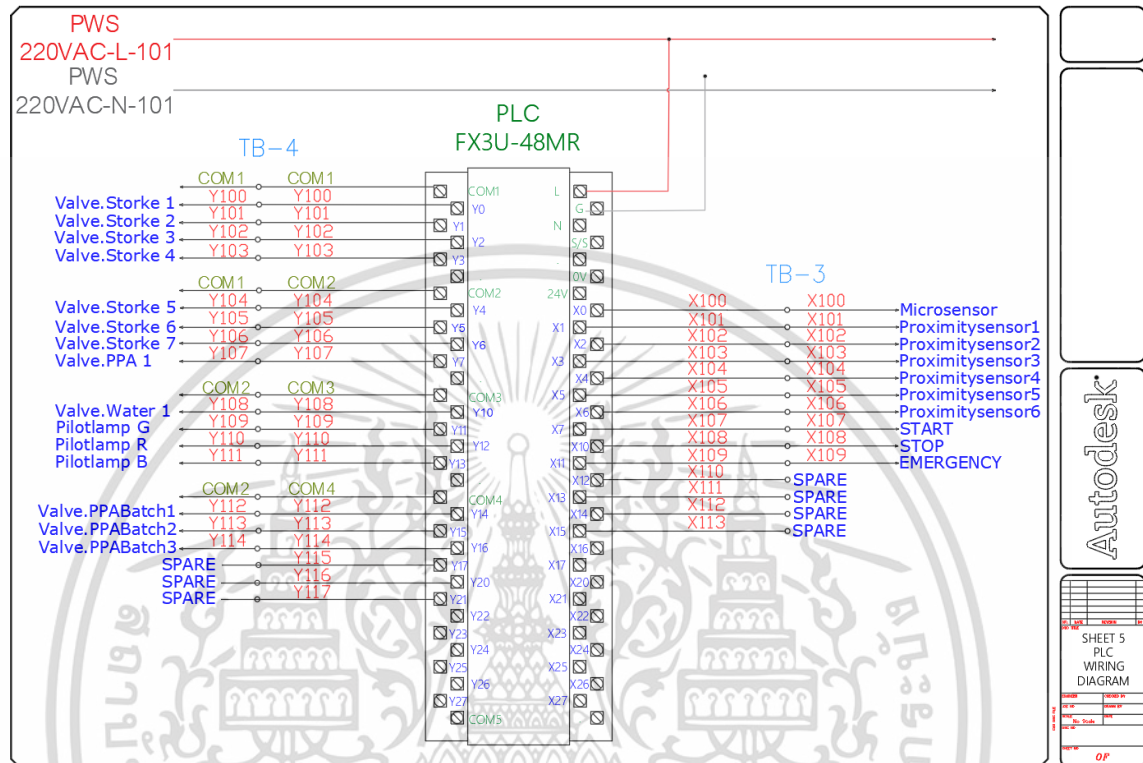 PWS
220VAC-L-101
PWS
220VAC-N-101
PLC
FX3U-48MR
TB-4
COM1 COM1
Valve.Storke 1 Y100 Y100
Valve.Storke 2 Y101 Y101
Valve.Storke 3 Y102 Y102
Valve.Storke 4 Y103 Y103
COM1 COM2
Valve.Storke 5 Y104 Y104
Valve.Storke 6 Y105 Y105
Valve.Storke 7 Y106 Y106
Valve.PPA 1 Y107 Y107
COM2 COM3
Valve.Water 1 Y108 Y108
Pilotlamp G Y109 Y109
Pilotlamp R Y110 Y110
Pilotlamp B Y111 Y111
COM2 COM4
Valve.PPABatch1 Y112 Y112
Valve.PPABatch2 Y113 Y113
Valve.PPABatch3 Y114 Y114
SPARE Y115
SPARE Y116
SPARE Y117
COM1
Y0
Y1
Y2
Y3
COM2
Y4
Y5
Y6
Y7
COM3
Y10
Y11
Y12
Y13
COM4
Y14
Y15
Y16
Y17
Y20
Y21
Y22
Y23
Y24
Y25
Y26
Y27
COM5
L
G
N
S/S
0V
24V
X0
X1
X2
X3
X4
X5
X6
X7
X10
X11
X12
X13
X14
X15
X16
X17
X20
X21
X22
X23
X24
X25
X26
X27
TB-3
X100 X100 Microsensor
X101 X101 Proximitysensor1
X102 X102 Proximitysensor2
X103 X103 Proximitysensor3
X104 X104 Proximitysensor4
X105 X105 Proximitysensor5
X106 X106 Proximitysensor6
X107 X107 START
X108 X108 STOP
X109 X109 EMERGENCY
X110 SPARE
X111 SPARE
X112 SPARE
X113 SPARE
Autodesk
SHEET 5
PLC
WIRING
DIAGRAM
No Scale
OF